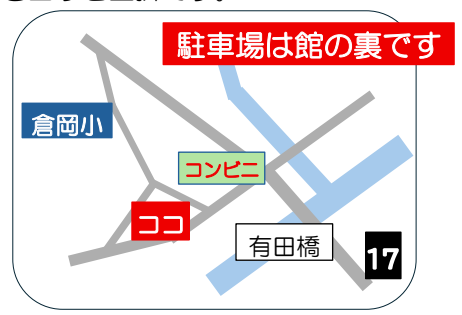 駐車場は館の裏です
倉岡小
コンビニ
ココ
有田橋
17